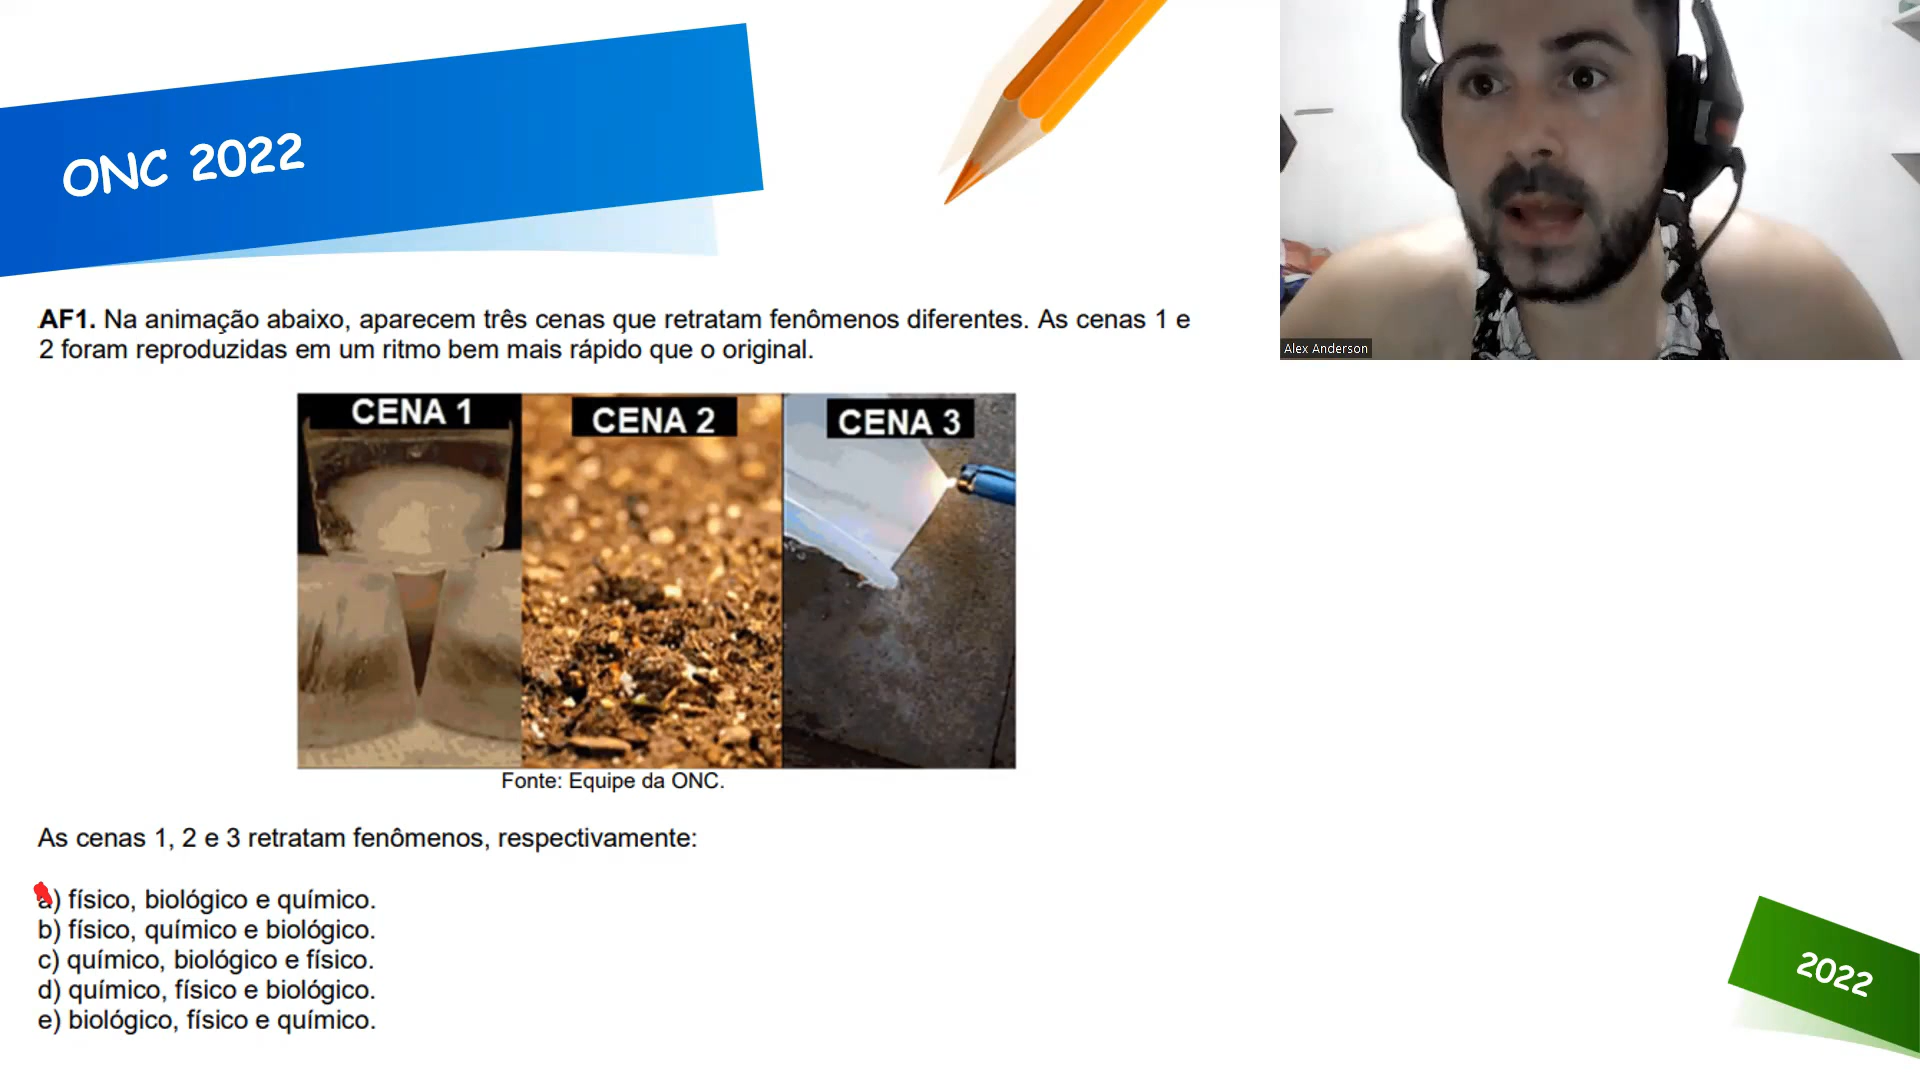 ONC 2022
Alex Anderson
AF1. Na animação abaixo, aparecem três cenas que retratam fenômenos diferentes. As cenas 1 e
2 foram reproduzidas em um ritmo bem mais rápido que o original.
CENA 1
CENA 2
CENA 3
Fonte: Equipe da ONC.
As cenas 1, 2 e 3 retratam fenômenos, respectivamente:
a) físico, biológico e químico.
b) físico, químico e biológico.
c) químico, biológico e físico.
d) químico, físico e biológico.
e) biológico, físico e químico.
2022